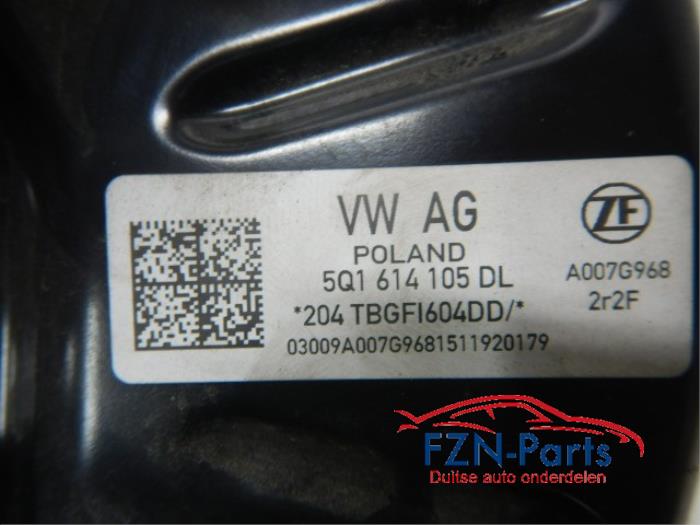 VW AG
POLAND
5Q1 614 105 DL
*204 TBGFI604DD/*
03009A007G9681511920179
ZF
A007G968
2r2F
FZN-Parts
Duitse auto onderdelen